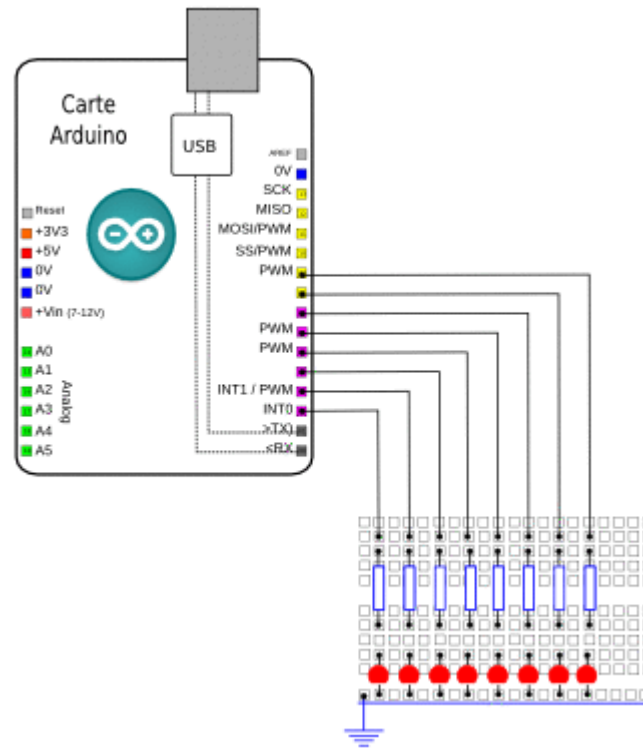 Carte
Arduino
USB
AREF
0V
SCK
MISO
MOSI/PWM
SS/PWM
PWM
PWM
PWM
INT1 / PWM
INT0
>TX)
<RX
Reset
+3V3
+5V
0V
0V
+Vin (7-12V)
A0
A1
A2
A3
A4
A5
Analog